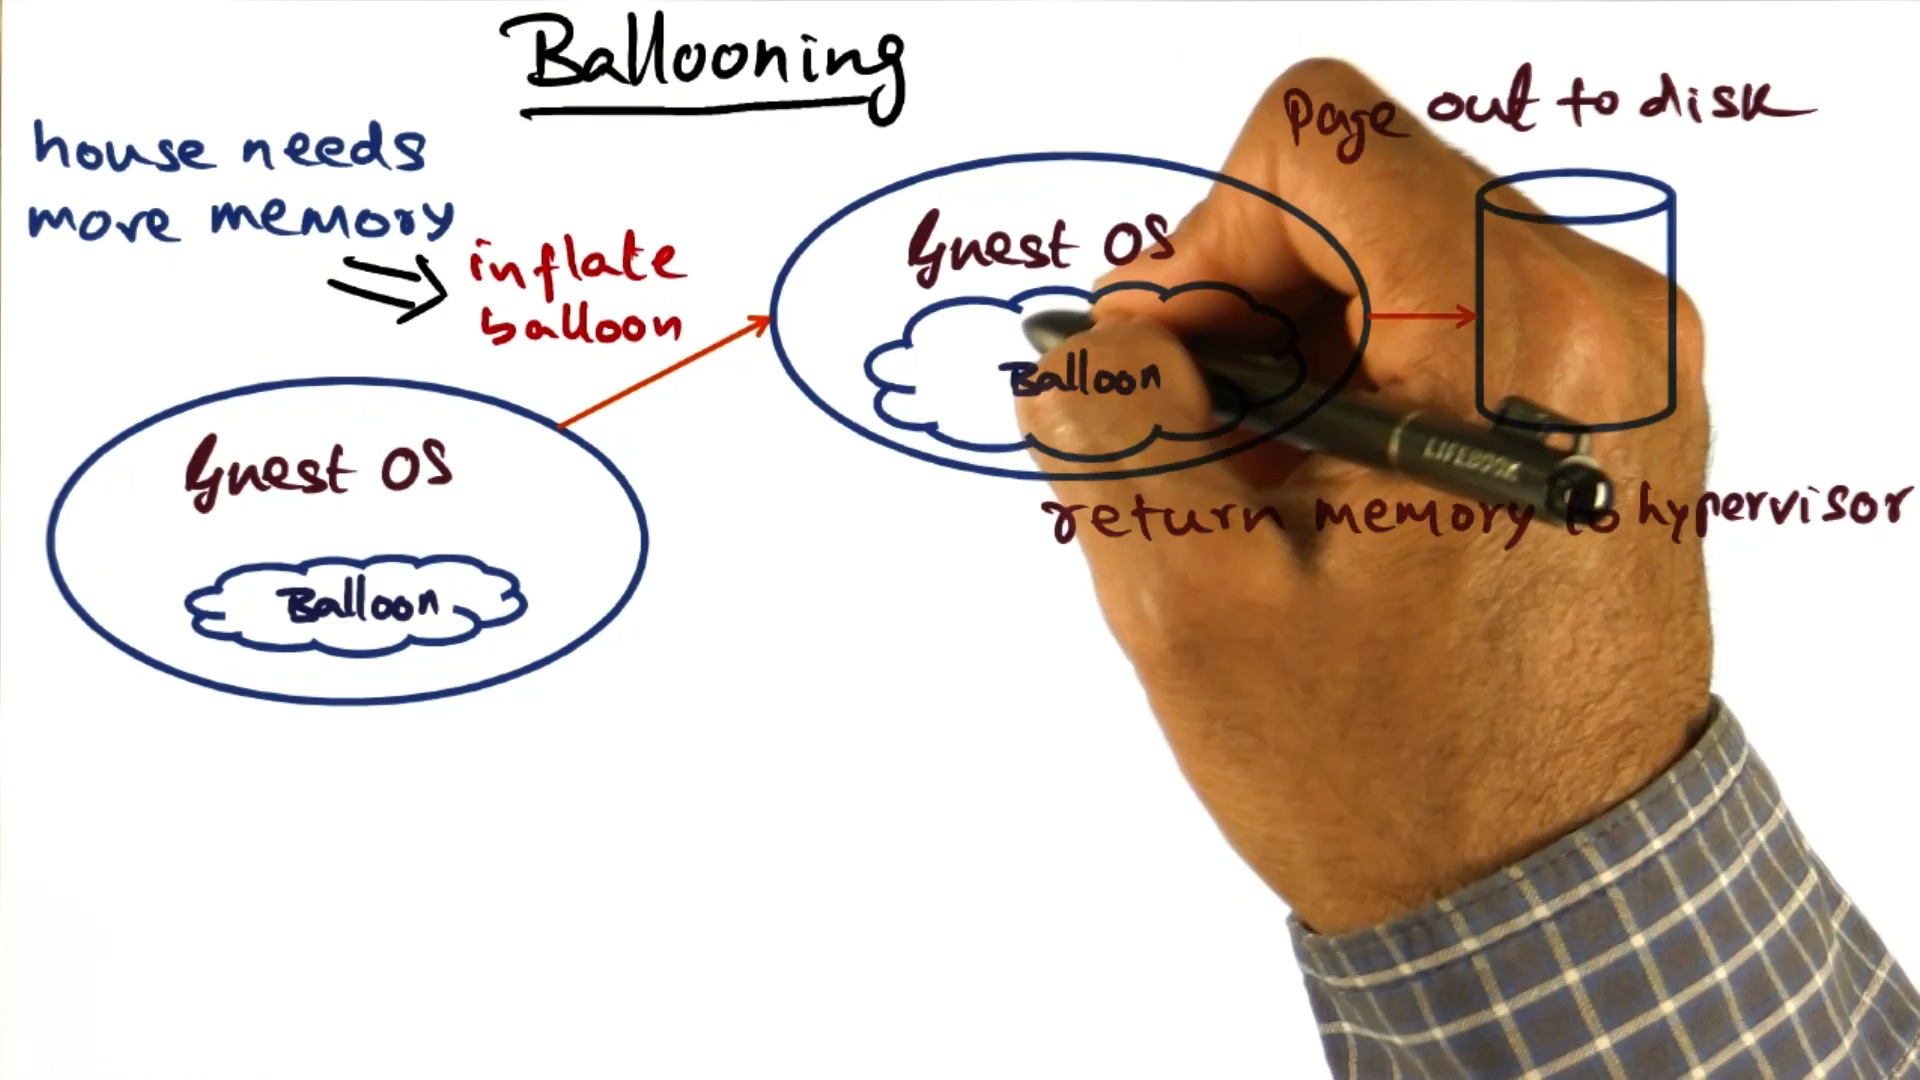 Ballooning
house needs
more memory
inflate
balloon
Guest OS
Balloon
Guest OS
Balloon
page out to disk
return memory to hypervisor
LIFEBOOK